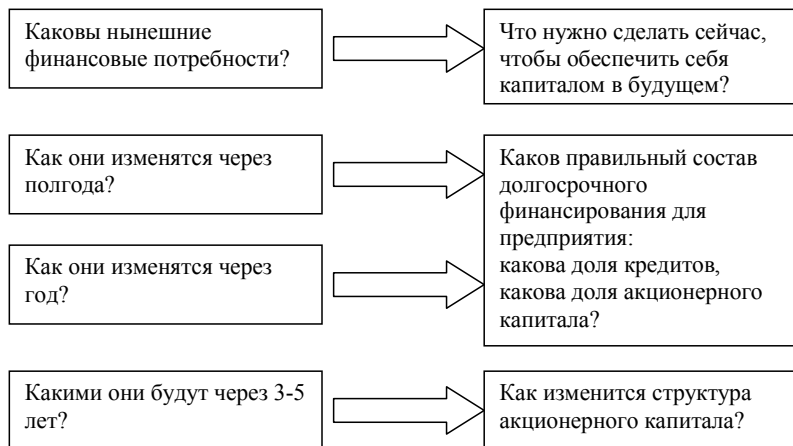 Каковы нынешние
финансовые потребности?
Что нужно сделать сейчас,
чтобы обеспечить себя
капиталом в будущем?
Как они изменятся через
полгода?
Как они изменятся через
год?
Каков правильный состав
долгосрочного
финансирования для
предприятия:
какова доля кредитов,
какова доля акционерного
капитала?
Какими они будут через 3-5
лет?
Как изменится структура
акционерного капитала?